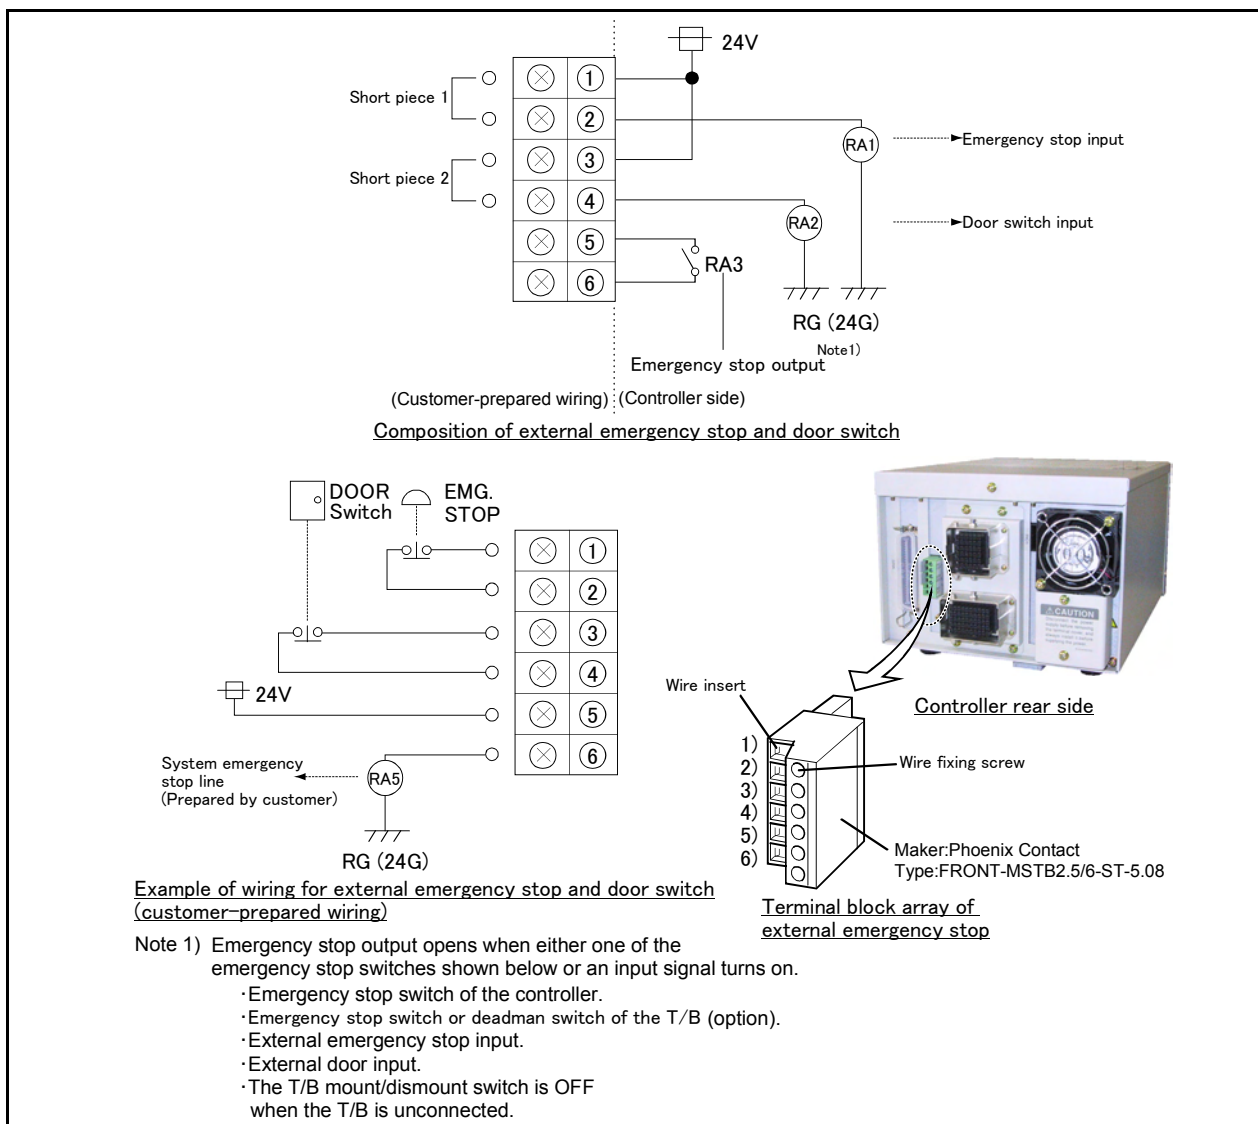 24V
Short piece 1
①
②
Short piece 2
③
④
⑤
⑥
RA1
Emergency stop input
RA2
Door switch input
RA3
RG (24G)
Note1)
Emergency stop output
(Customer-prepared wiring)
(Controller side)
Composition of external emergency stop and door switch
DOOR
Switch
EMG.
STOP
①
②
③
④
⑤
⑥
24V
System emergency
stop line
(Prepared by customer)
RA5
RG (24G)
Example of wiring for external emergency stop and door switch
(customer-prepared wiring)
CAUTION
Controller rear side
Wire insert
1)
2)
3)
4)
5)
6)
Wire fixing screw
Maker:Phoenix Contact
Type:FRONT-MSTB2.5/6-ST-5.08
Terminal block array of
external emergency stop
Note 1) Emergency stop output opens when either one of the
emergency stop switches shown below or an input signal turns on.
･Emergency stop switch of the controller.
･Emergency stop switch or deadman switch of the T/B (option).
･External emergency stop input.
･External door input.
･The T/B mount/dismount switch is OFF
when the T/B is unconnected.